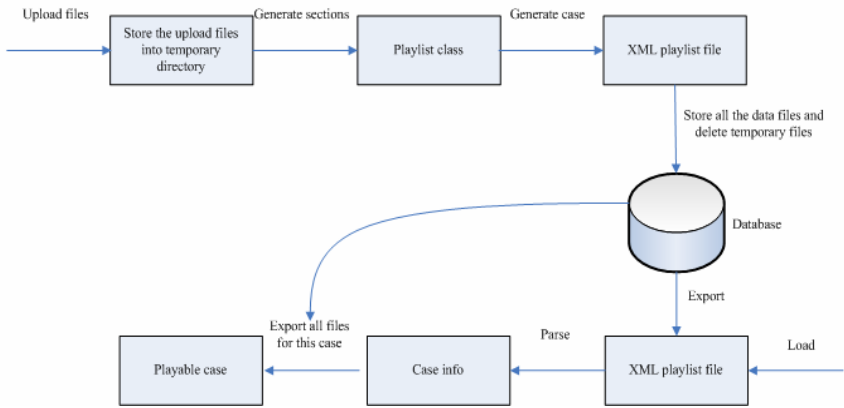 Upload files
Store the upload files
into temporary
directory
Generate sections
Playlist class
Generate case
XML playlist file
Store all the data files and
delete temporary files
Database
Export
Export all files
for this case
Playable case
Case info
Parse
XML playlist file
Load